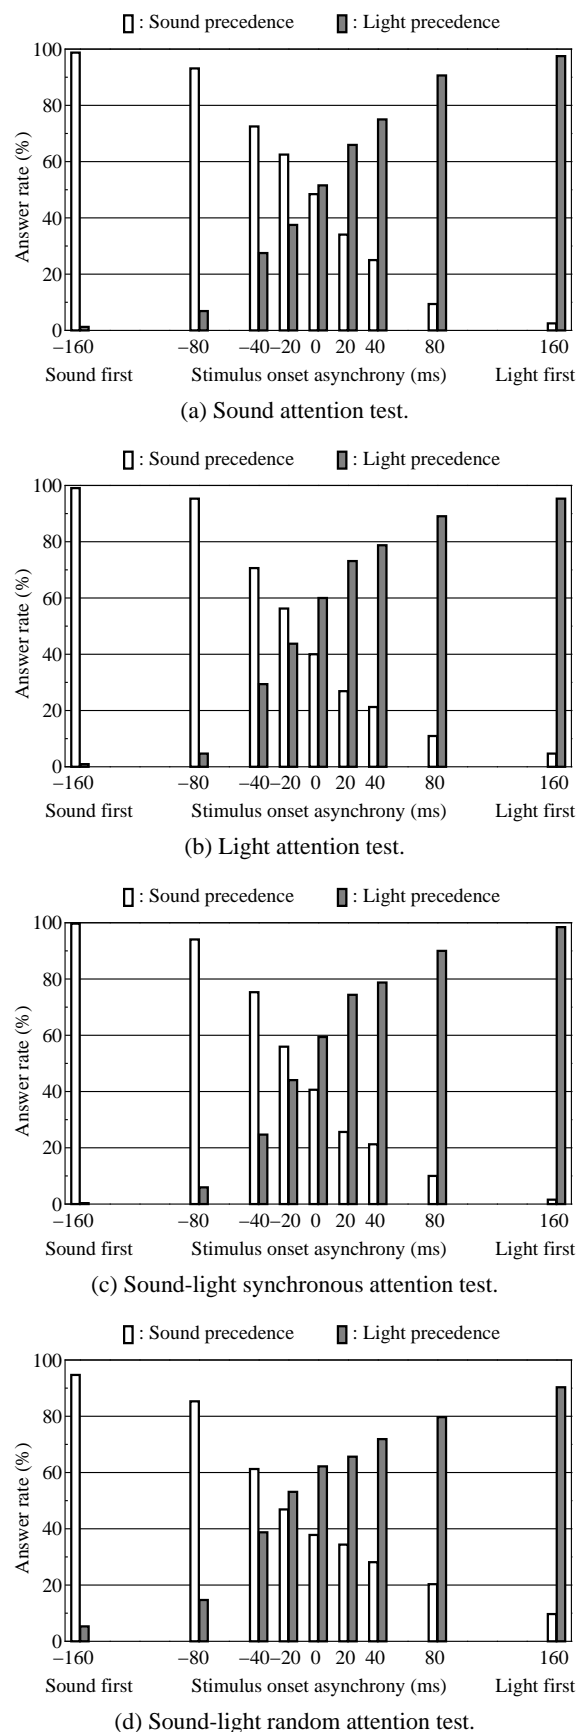 : Sound precedence : Light precedence
100
80
60
40
20
0
Answer rate (%)
−160 −80 −40 −20 0 20 40 80 160
Sound first Stimulus onset asynchrony (ms) Light first
(a) Sound attention test.
: Sound precedence : Light precedence
100
80
60
40
20
0
Answer rate (%)
−160 −80 −40 −20 0 20 40 80 160
Sound first Stimulus onset asynchrony (ms) Light first
(b) Light attention test.
: Sound precedence : Light precedence
100
80
60
40
20
0
Answer rate (%)
−160 −80 −40 −20 0 20 40 80 160
Sound first Stimulus onset asynchrony (ms) Light first
(c) Sound-light synchronous attention test.
: Sound precedence : Light precedence
100
80
60
40
20
0
Answer rate (%)
−160 −80 −40 −20 0 20 40 80 160
Sound first Stimulus onset asynchrony (ms) Light first
(d) Sound-light random attention test.